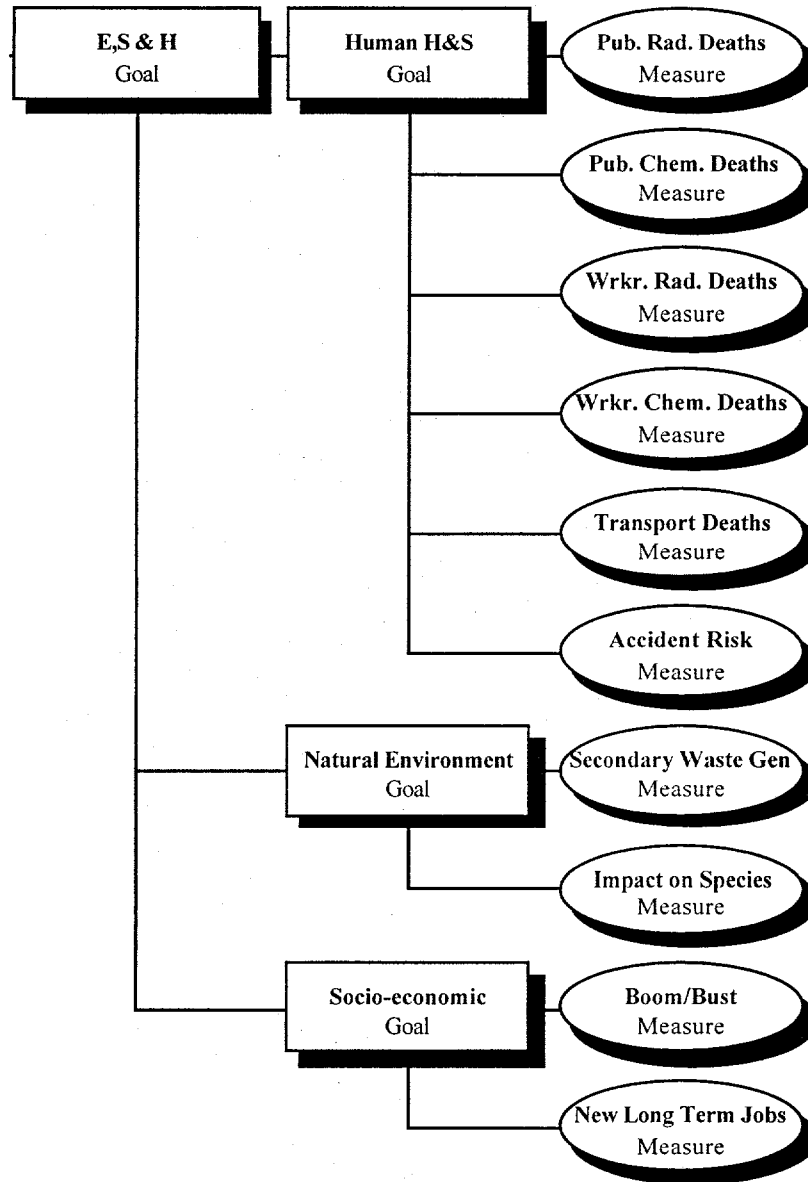 E,S & H
Goal
Human H&S
Goal
Pub. Rad. Deaths
Measure
Pub. Chem. Deaths
Measure
Wrkr. Rad. Deaths
Measure
Wrkr. Chem. Deaths
Measure
Transport Deaths
Measure
Accident Risk
Measure
Natural Environment
Goal
Secondary Waste Gen
Measure
Impact on Species
Measure
Socio-economic
Goal
Boom/Bust
Measure
New Long Term Jobs
Measure